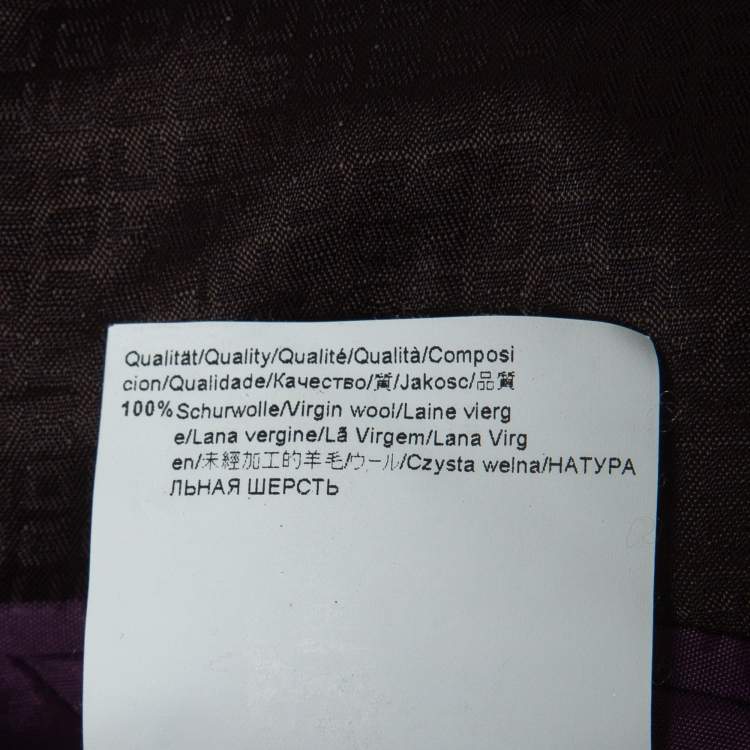 Qualität/Quality/Qualité/Qualità/Composi
cion/Qualidade/Качество/質/Jakosc/品質
100% Schurwolle/Virgin wool/Laine vierg
e/Lana vergine/Lã Virgem/Lana Virg
en/未經加工的羊毛/ウール/Czysta welna/НАТУРА
ЛЬНАЯ ШЕРСТЬ